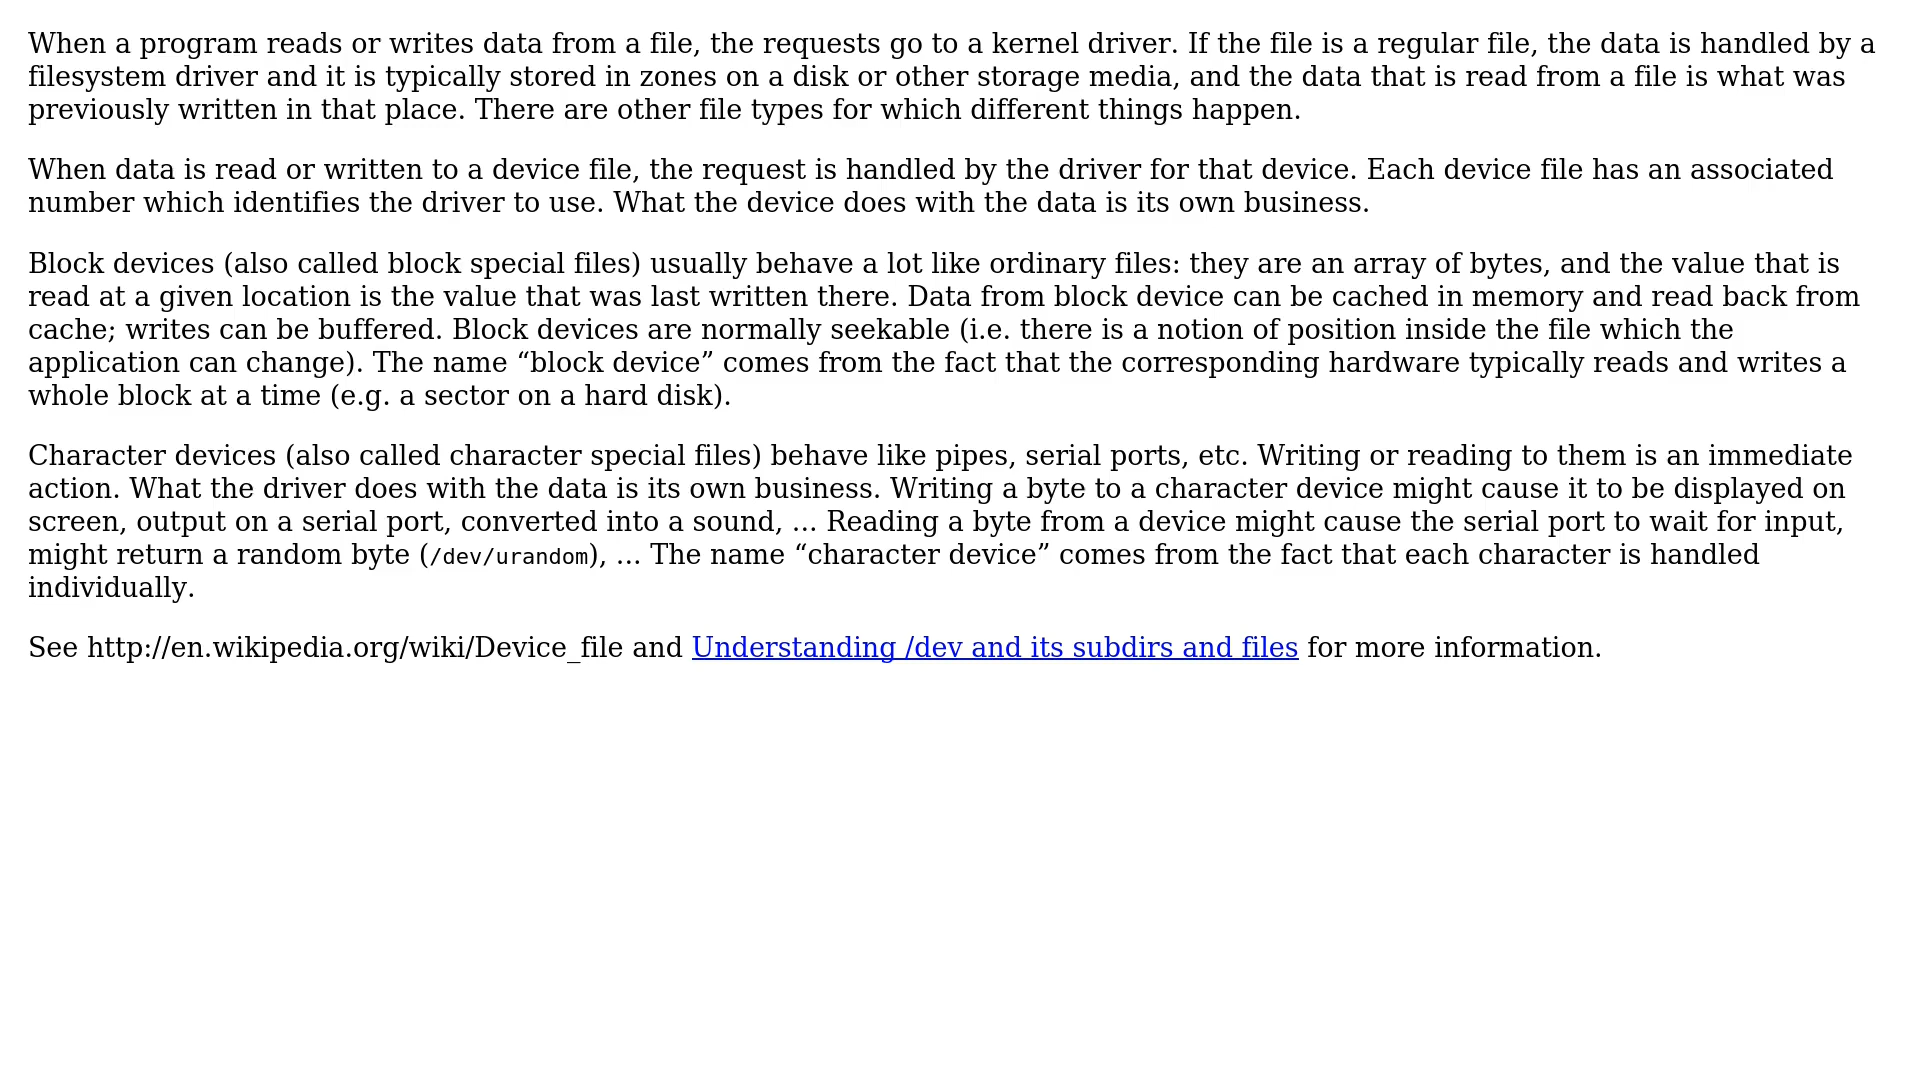 When a program reads or writes data from a file, the requests go to a kernel driver. If the file is a regular file, the data is handled by a
filesystem driver and it is typically stored in zones on a disk or other storage media, and the data that is read from a file is what was
previously written in that place. There are other file types for which different things happen.
When data is read or written to a device file, the request is handled by the driver for that device. Each device file has an associated
number which identifies the driver to use. What the device does with the data is its own business.
Block devices (also called block special files) usually behave a lot like ordinary files: they are an array of bytes, and the value that is
read at a given location is the value that was last written there. Data from block device can be cached in memory and read back from
cache; writes can be buffered. Block devices are normally seekable (i.e. there is a notion of position inside the file which the
application can change). The name “block device” comes from the fact that the corresponding hardware typically reads and writes a
whole block at a time (e.g. a sector on a hard disk).
Character devices (also called character special files) behave like pipes, serial ports, etc. Writing or reading to them is an immediate
action. What the driver does with the data is its own business. Writing a byte to a character device might cause it to be displayed on
screen, output on a serial port, converted into a sound, ... Reading a byte from a device might cause the serial port to wait for input,
might return a random byte (/dev/urandom), ... The name “character device” comes from the fact that each character is handled
individually.
See http://en.wikipedia.org/wiki/Device_file and Understanding /dev and its subdirs and files for more information.